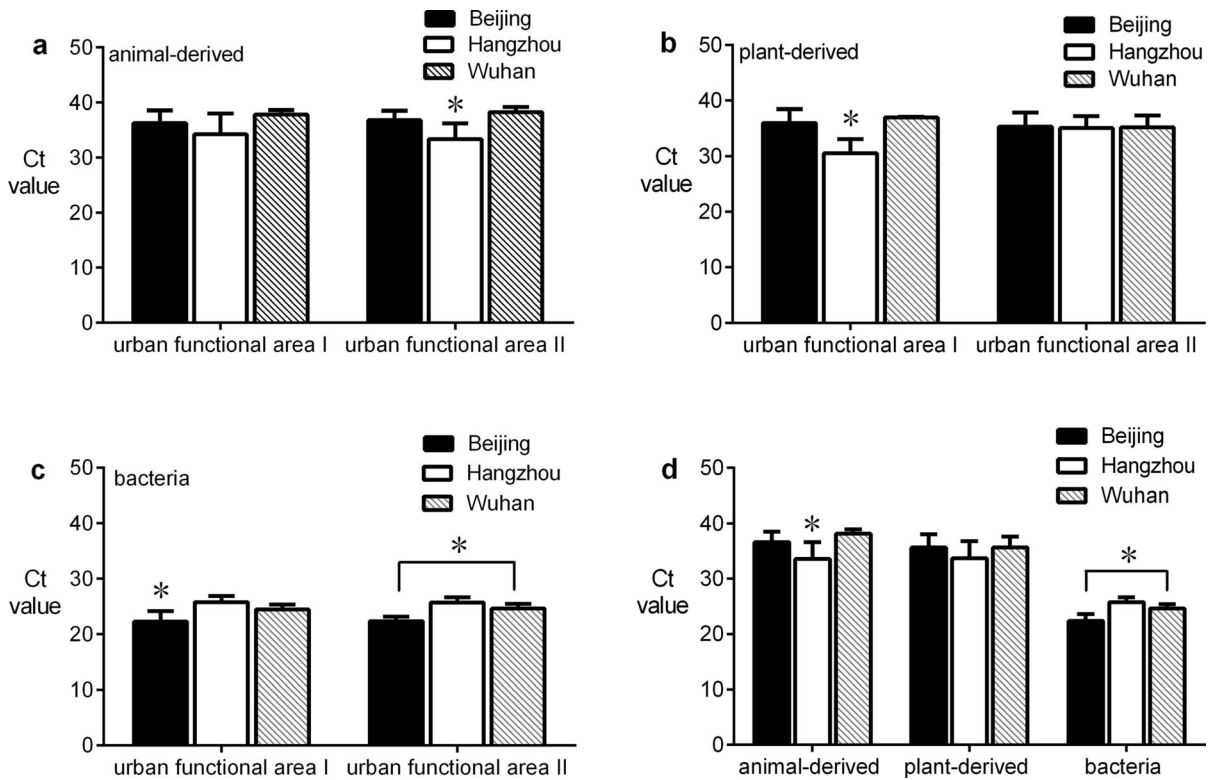 a
animal-derived
Beijing
Hangzhou
Wuhan
50
40
30
20
10
0
Ct
value
*
urban functional area I
urban functional area II
b
plant-derived
Beijing
Hangzhou
Wuhan
50
40
30
20
10
0
Ct
value
*
urban functional area I
urban functional area II
c
bacteria
Beijing
Hangzhou
Wuhan
50
40
30
20
10
0
Ct
value
*
*
urban functional area I
urban functional area II
d
Beijing
Hangzhou
Wuhan
50
40
30
20
10
0
Ct
value
*
*
animal-derived
plant-derived
bacteria